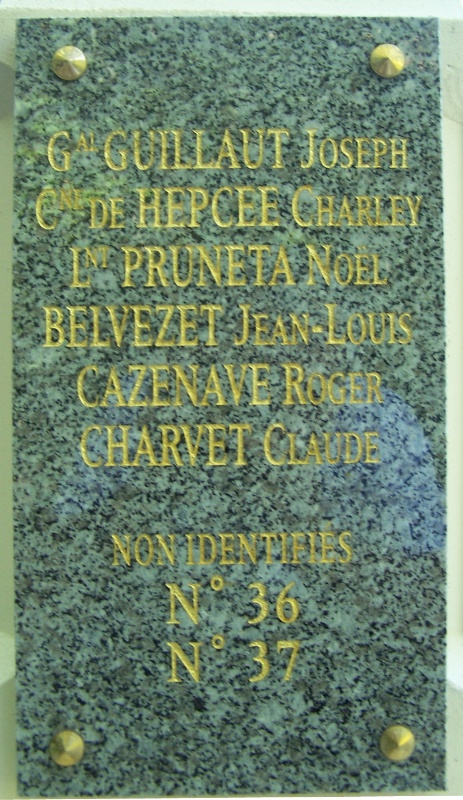 GAL GUILLAUT JOSEPH
CNE DE HEPCEE CHARLEY
LNT PRUNETA NOËL
BELVEZET JEAN-LOUIS
CAZENAVE ROGER
CHARVET CLAUDE
NON IDENTIFIÉS
N° 36
N° 37